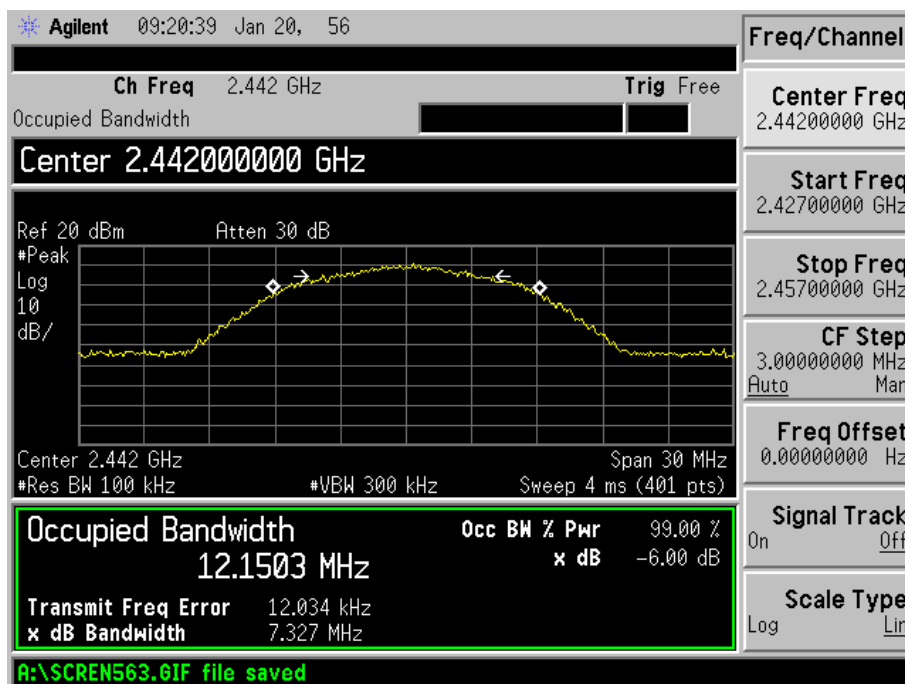 Agilent 09:20:39 Jan 20, 56
Ch Freq 2.442 GHz Trig Free
Occupied Bandwidth
Center 2.442000000 GHz
Ref 20 dBm Atten 30 dB
#Peak
Log
10
dB/
Center 2.442 GHz Span 30 MHz
#Res BW 100 kHz #VBW 300 kHz Sweep 4 ms (401 pts)
Occupied Bandwidth
12.1503 MHz
Occ BW % Pwr 99.00 %
x dB -6.00 dB
Transmit Freq Error 12.034 kHz
x dB Bandwidth 7.327 MHz
A:\SCREN563.GIF file saved
Freq/Channel
Center Freq
2.44200000 GHz
Start Freq
2.42700000 GHz
Stop Freq
2.45700000 GHz
CF Step
3.00000000 MHz
Auto Man
Freq Offset
0.00000000 Hz
Signal Track
On Off
Scale Type
Log Lin